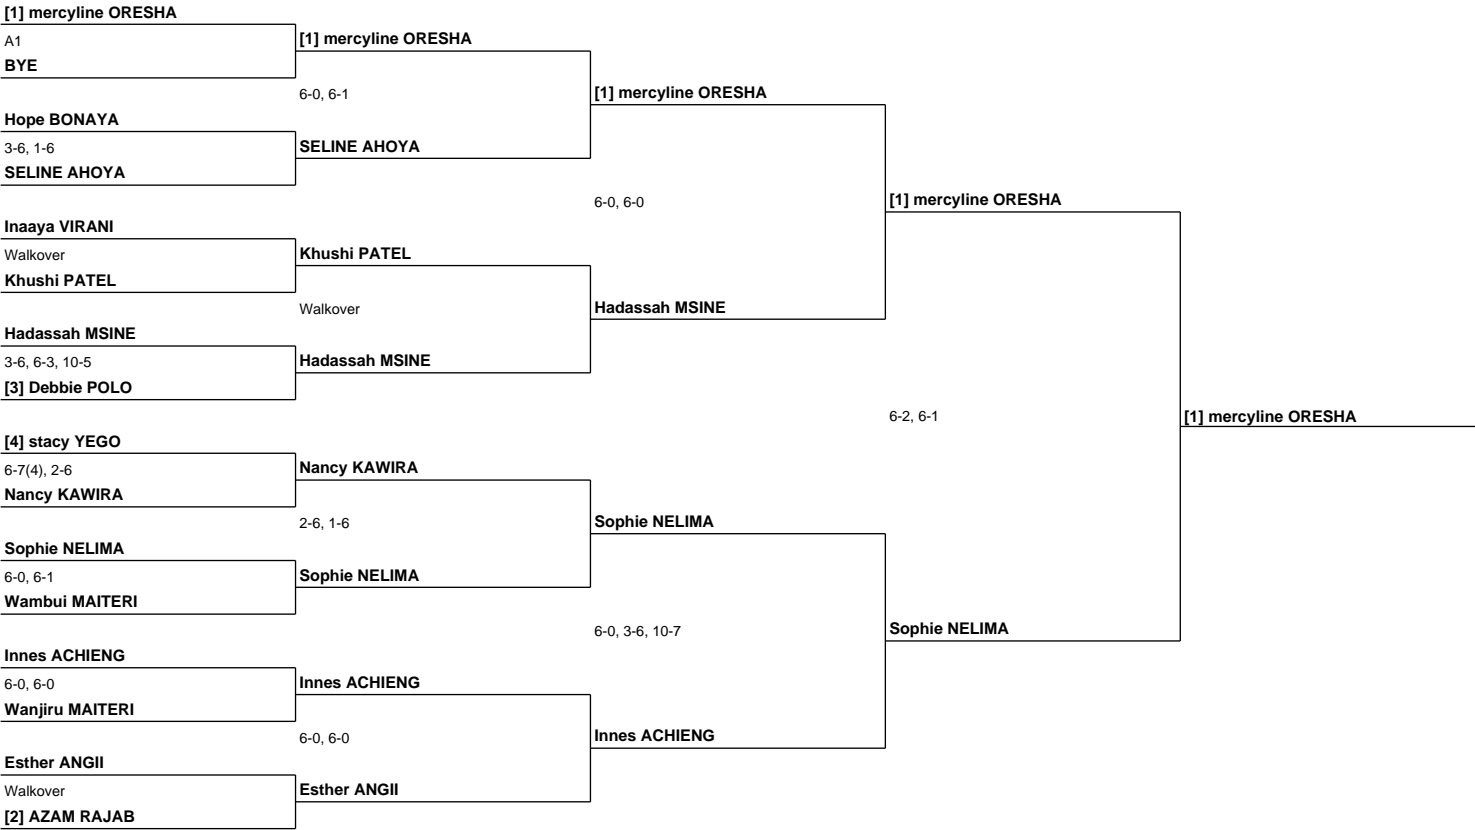 [1] mercyline ORESHA
A1
BYE
Hope BONAYA
3-6, 1-6
SELINE AHOYA
Inaaya VIRANI
Walkover
Khushi PATEL
Hadassah MSINE
3-6, 6-3, 10-5
[3] Debbie POLO
[4] stacy YEGO
6-7(4), 2-6
Nancy KAWIRA
Sophie NELIMA
6-0, 6-1
Wambui MAITERI
Innes ACHIENG
6-0, 6-0
Wanjiru MAITERI
Esther ANGII
Walkover
[2] AZAM RAJAB
[1] mercyline ORESHA
6-0, 6-1
SELINE AHOYA
Khushi PATEL
Walkover
Hadassah MSINE
Nancy KAWIRA
2-6, 1-6
Sophie NELIMA
Innes ACHIENG
6-0, 6-0
Esther ANGII
[1] mercyline ORESHA
6-0, 6-0
Hadassah MSINE
Sophie NELIMA
6-0, 3-6, 10-7
Innes ACHIENG
[1] mercyline ORESHA
6-2, 6-1
Sophie NELIMA
[1] mercyline ORESHA